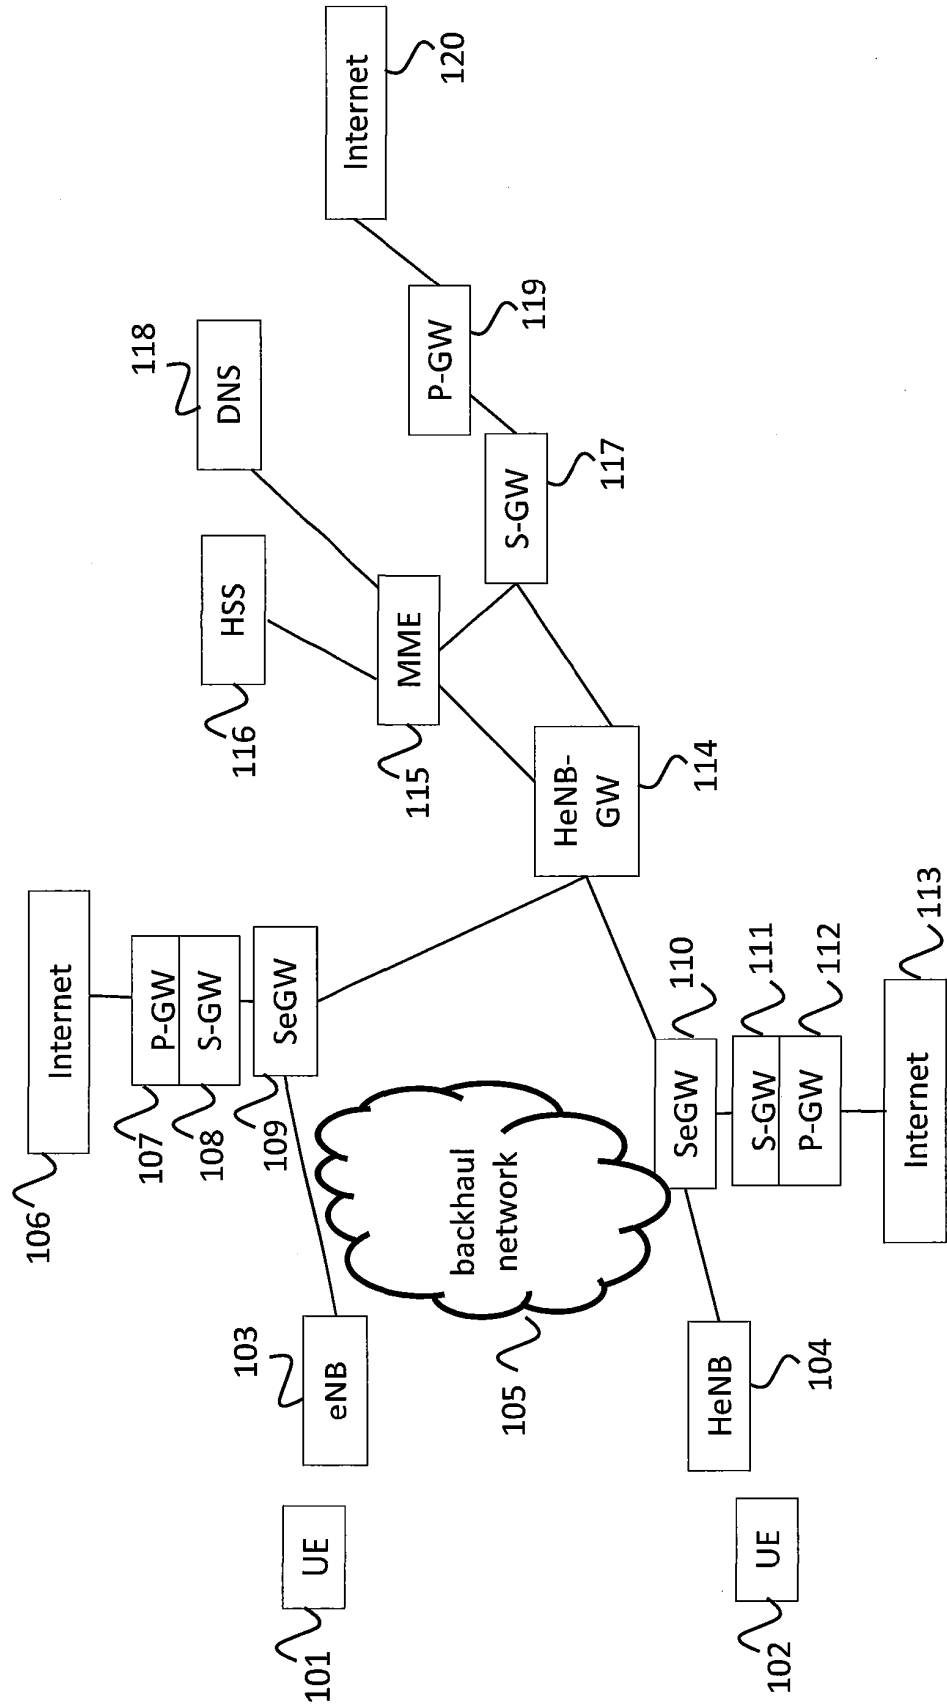 106
Internet
118
107
P-GW
108
S-GW
DNS
HSS
116
103
109
SeGW
101
UE
eNB
Internet
115
MME
P-GW
120
backhaul
network
105
S-GW
119
HeNB-
GW
117
SeGW
110
114
HeNB
102
UE
S-GW
111
P-GW
112
104
Internet
113